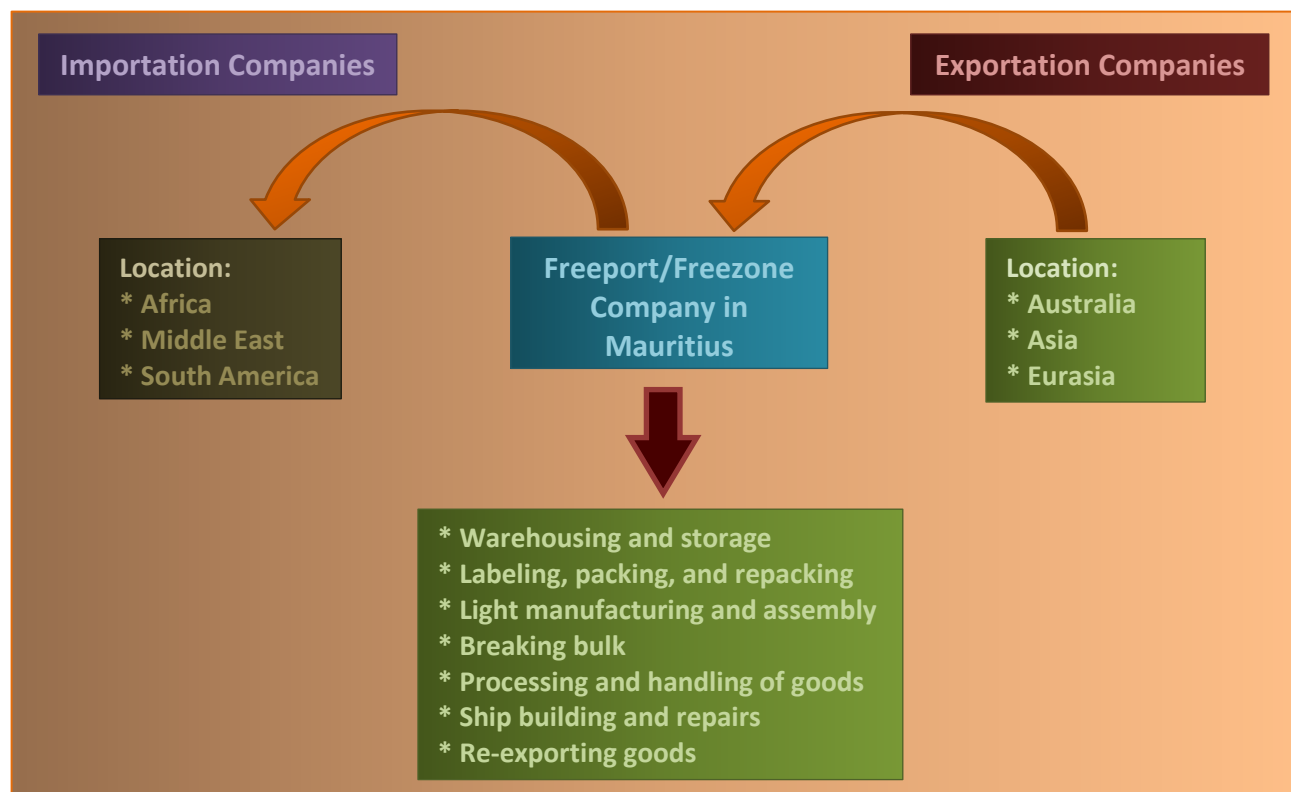 Importation Companies
Exportation Companies
Location:
* Africa
* Middle East
* South America
Freeport/Freezone
Company in
Mauritius
Location:
* Australia
* Asia
* Eurasia
* Warehousing and storage
* Labeling, packing, and repacking
* Light manufacturing and assembly
* Breaking bulk
* Processing and handling of goods
* Ship building and repairs
* Re-exporting goods